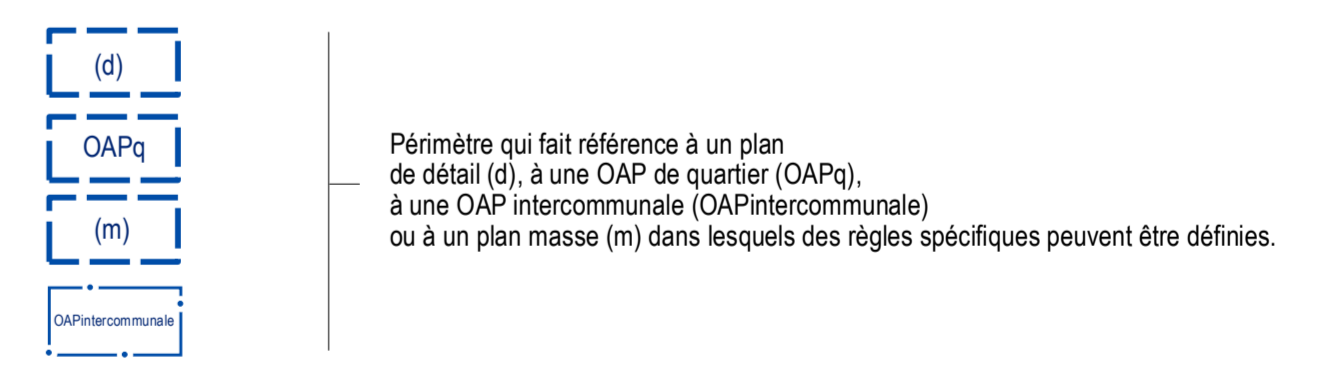 (d)
OAPq
(m)
OAPintercommunale
Périmètre qui fait référence à un plan
de détail (d), à une OAP de quartier (OAPq),
à une OAP intercommunale (OAPintercommunale)
ou à un plan masse (m) dans lesquels des règles spécifiques peuvent être définies.